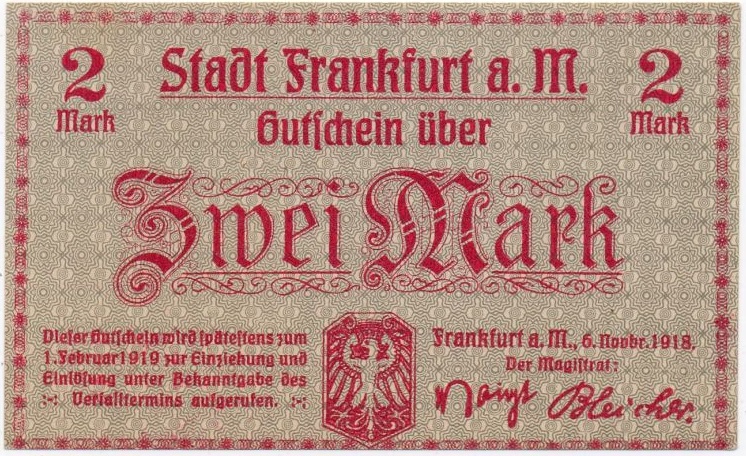 2 Stadt Frankfurt a. M. 2
Mark Gutſchein über Mark
Zwei Mark
Dieſer Gutſchein wird ſpäteſtens zum
1. Februar 1919 zur Einziehung und
Einlöſung unter Bekanntgabe des
:-: Verfalltermins aufgerufen. :-:
Frankfurt a. M., 6. Novbr. 1918.
Der Magiſtrat:
Bleicher.